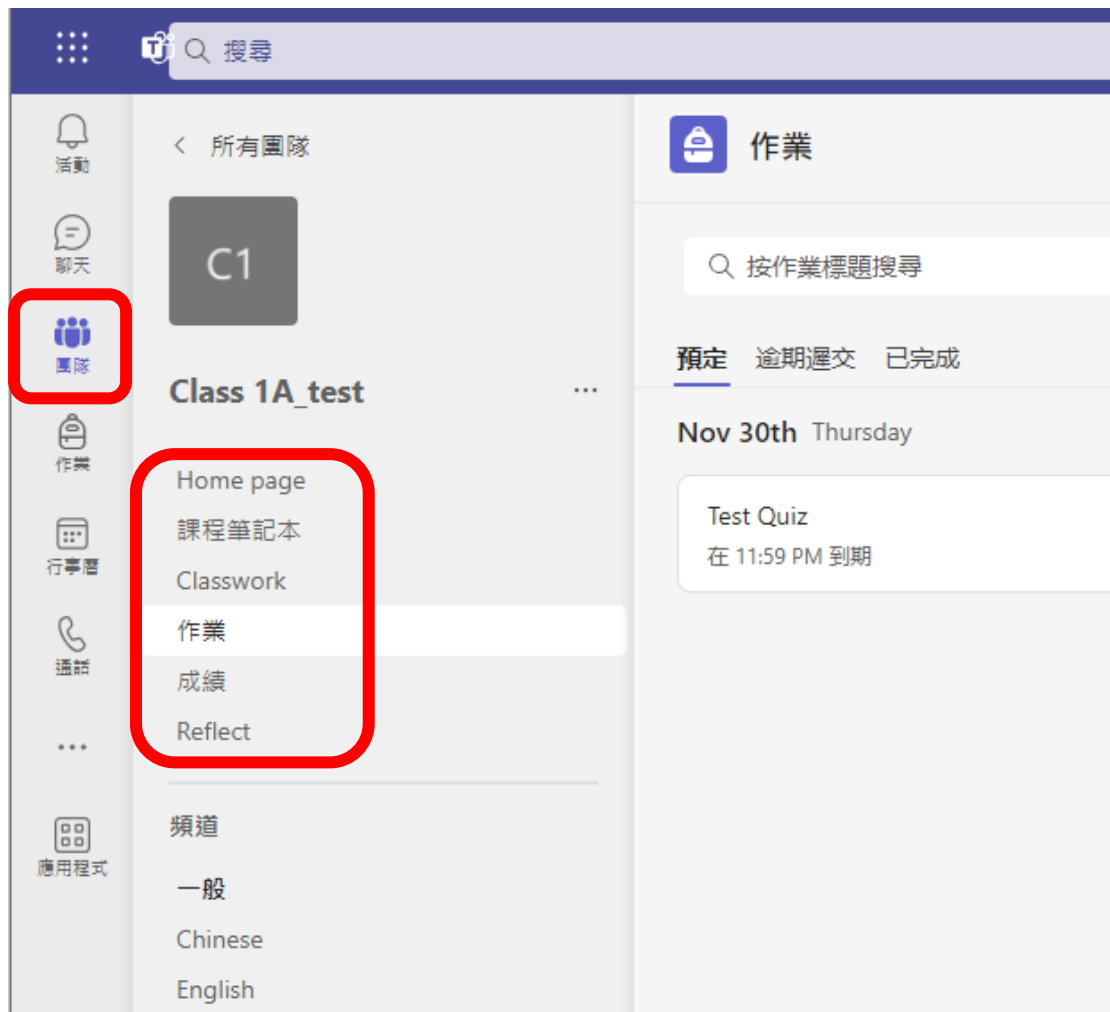 搜尋
活動
聊天
團隊
作業
行事曆
通話
應用程式
所有團隊
C1
Class 1A_test
Home page
課程筆記本
Classwork
作業
成績
Reflect
頻道
一般
Chinese
English
作業
按作業標題搜尋
預定 逾期遲交 已完成
Nov 30th Thursday
Test Quiz
在 11:59 PM 到期